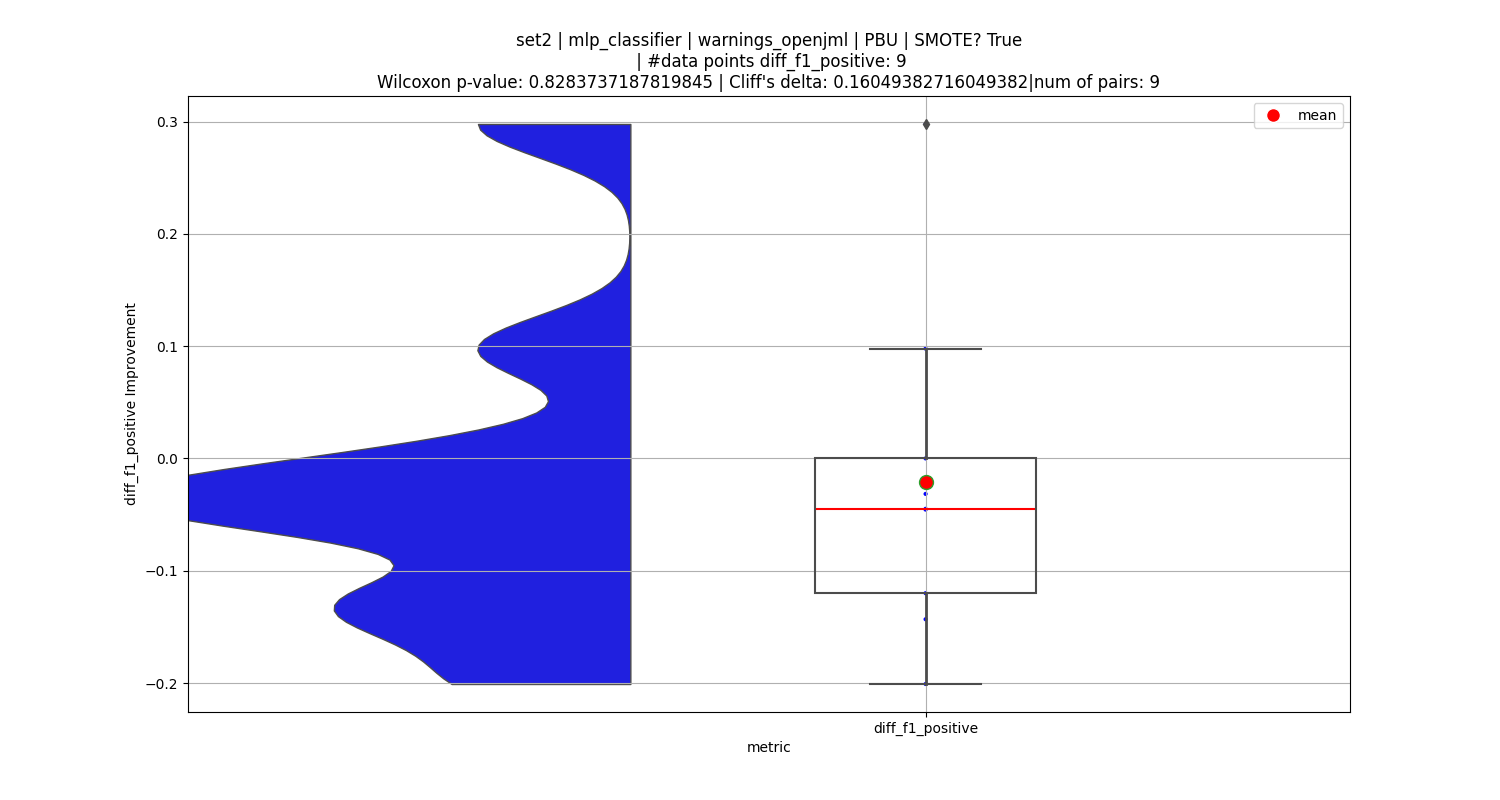 set2 | mlp_classifier | warnings_openjml | PBU | SMOTE? True
| #data points diff_f1_positive: 9
Wilcoxon p-value: 0.8283737187819845 | Cliff's delta: 0.16049382716049382|num of pairs: 9
mean
0.3
0.2
0.1
0.0
−0.1
−0.2
diff_f1_positive Improvement
diff_f1_positive
metric